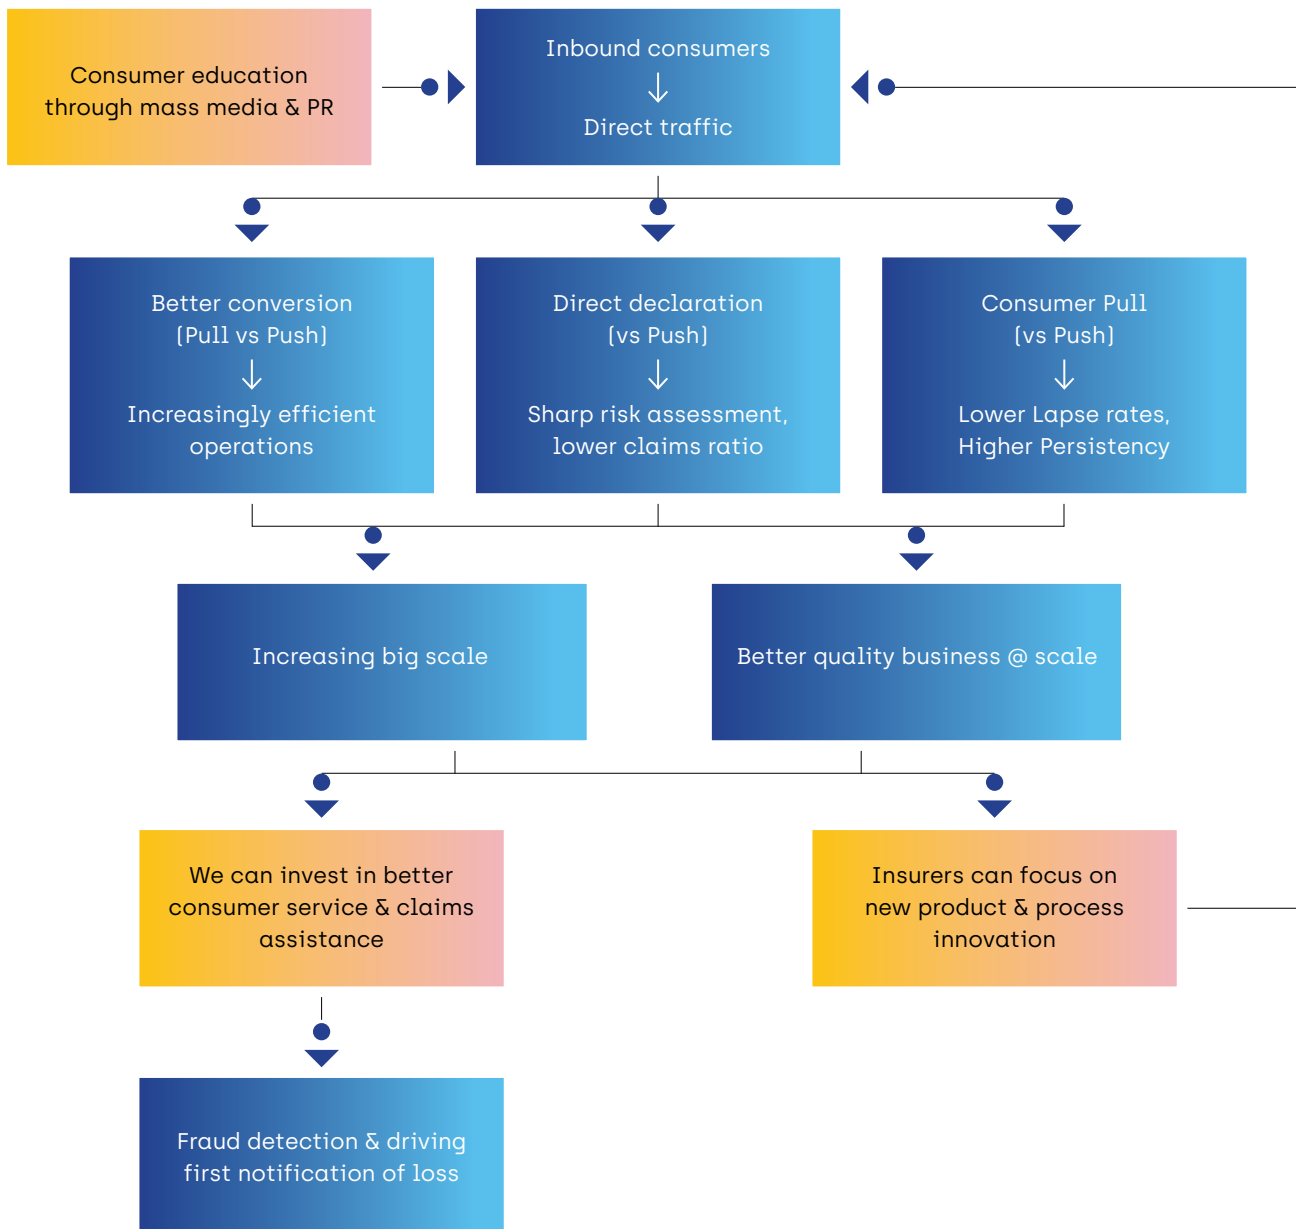 Consumer education
through mass media & PR
Inbound consumers
Direct traffic
Better conversion
(Pull vs Push)
Increasingly efficient
operations
Direct declaration
(vs Push)
Sharp risk assessment,
lower claims ratio
Consumer Pull
(vs Push)
Lower Lapse rates,
Higher Persistency
Increasing big scale
Better quality business @ scale
We can invest in better
consumer service & claims
assistance
Insurers can focus on
new product & process
innovation
Fraud detection & driving
first notification of loss